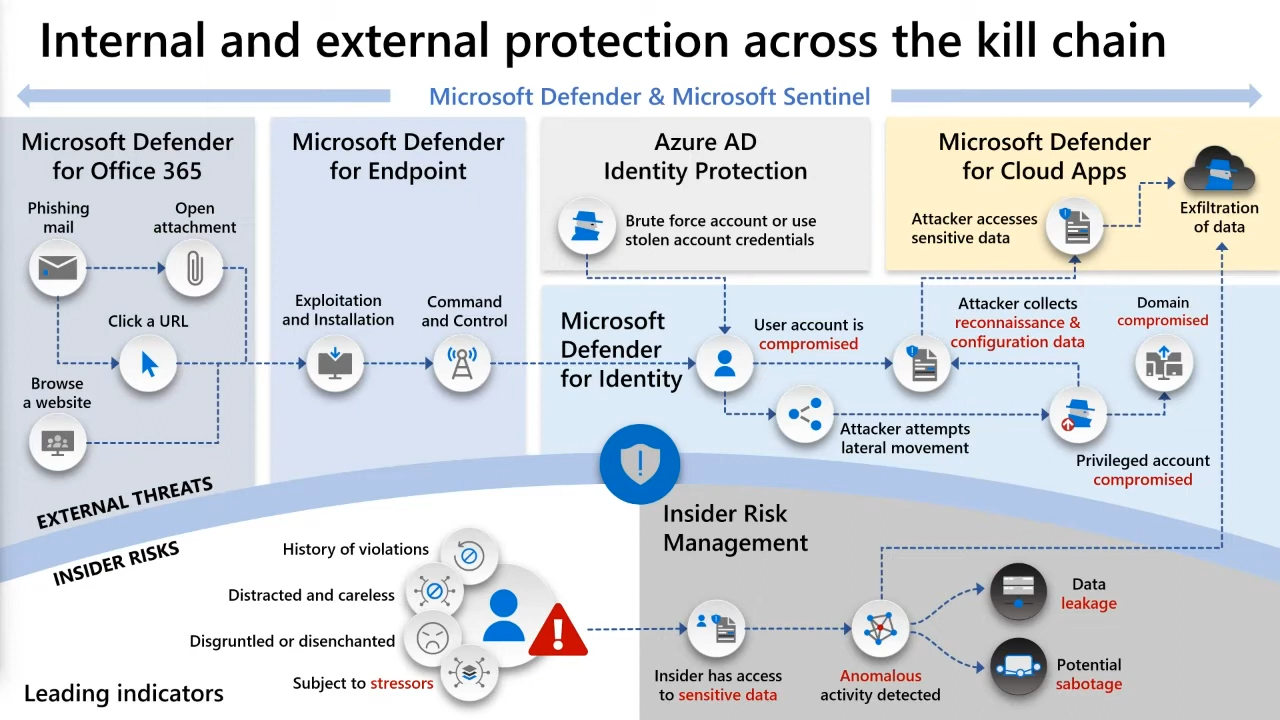 Internal and external protection across the kill chain
Microsoft Defender & Microsoft Sentinel
Microsoft Defender
for Office 365
Phishing
mail
Open
attachment
Click a URL
Browse
a website
Microsoft Defender
for Endpoint
Exploitation
and Installation
Command
and Control
Azure AD
Identity Protection
Brute force account or use
stolen account credentials
Microsoft Defender
for Cloud Apps
Attacker accesses
sensitive data
Exfiltration
of data
Microsoft
Defender
for Identity
User account is
compromised
Attacker collects
reconnaissance &
configuration data
Domain
compromised
Attacker attempts
lateral movement
Privileged account
compromised
EXTERNAL THREATS
INSIDER RISKS
History of violations
Distracted and careless
Disgruntled or disenchanted
Subject to stressors
Leading indicators
Insider Risk
Management
Insider has access
to sensitive data
Anomalous
activity detected
Data
leakage
Potential
sabotage